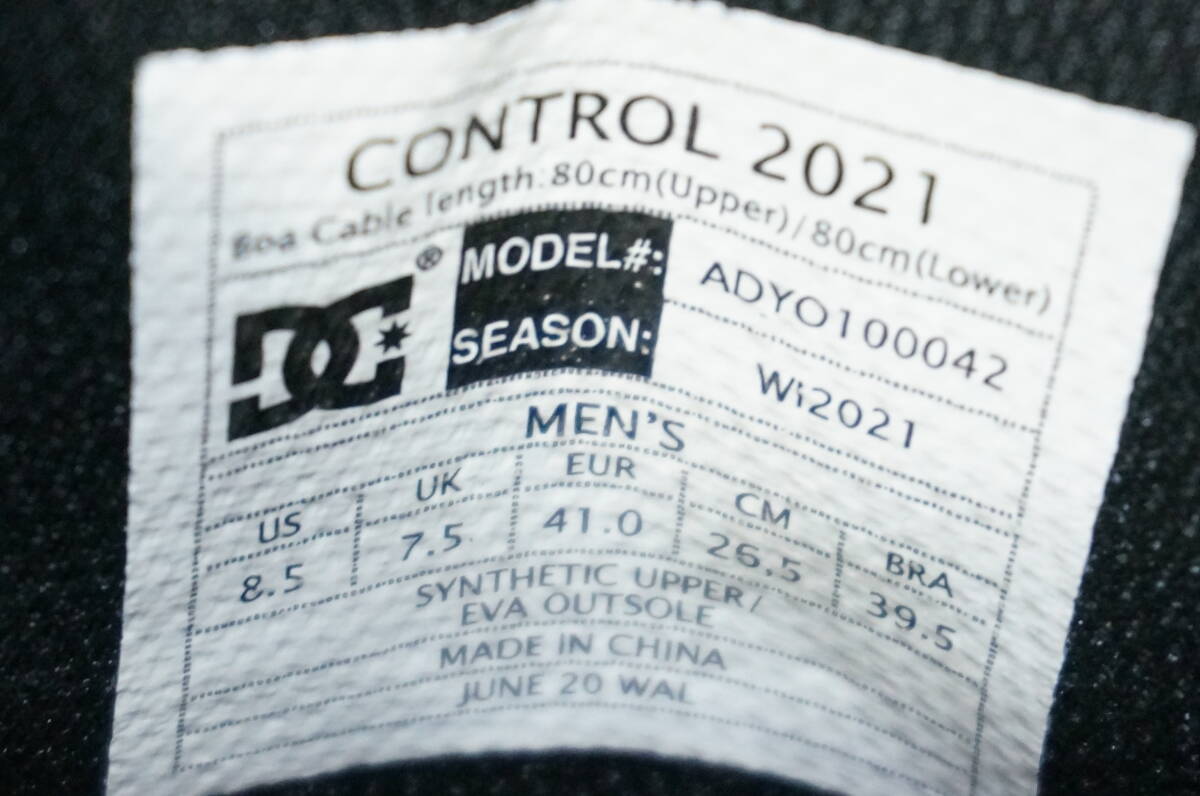 CONTROL 2021
Boa Cable length:80cm(Upper)/80cm(Lower)
DC®
MODEL#: ADYO100042
SEASON: Wi2021
MEN'S
US UK EUR CM BRA
8.5 7.5 41.0 26.5 39.5
SYNTHETIC UPPER/
EVA OUTSOLE
MADE IN CHINA
JUNE 20 WAL